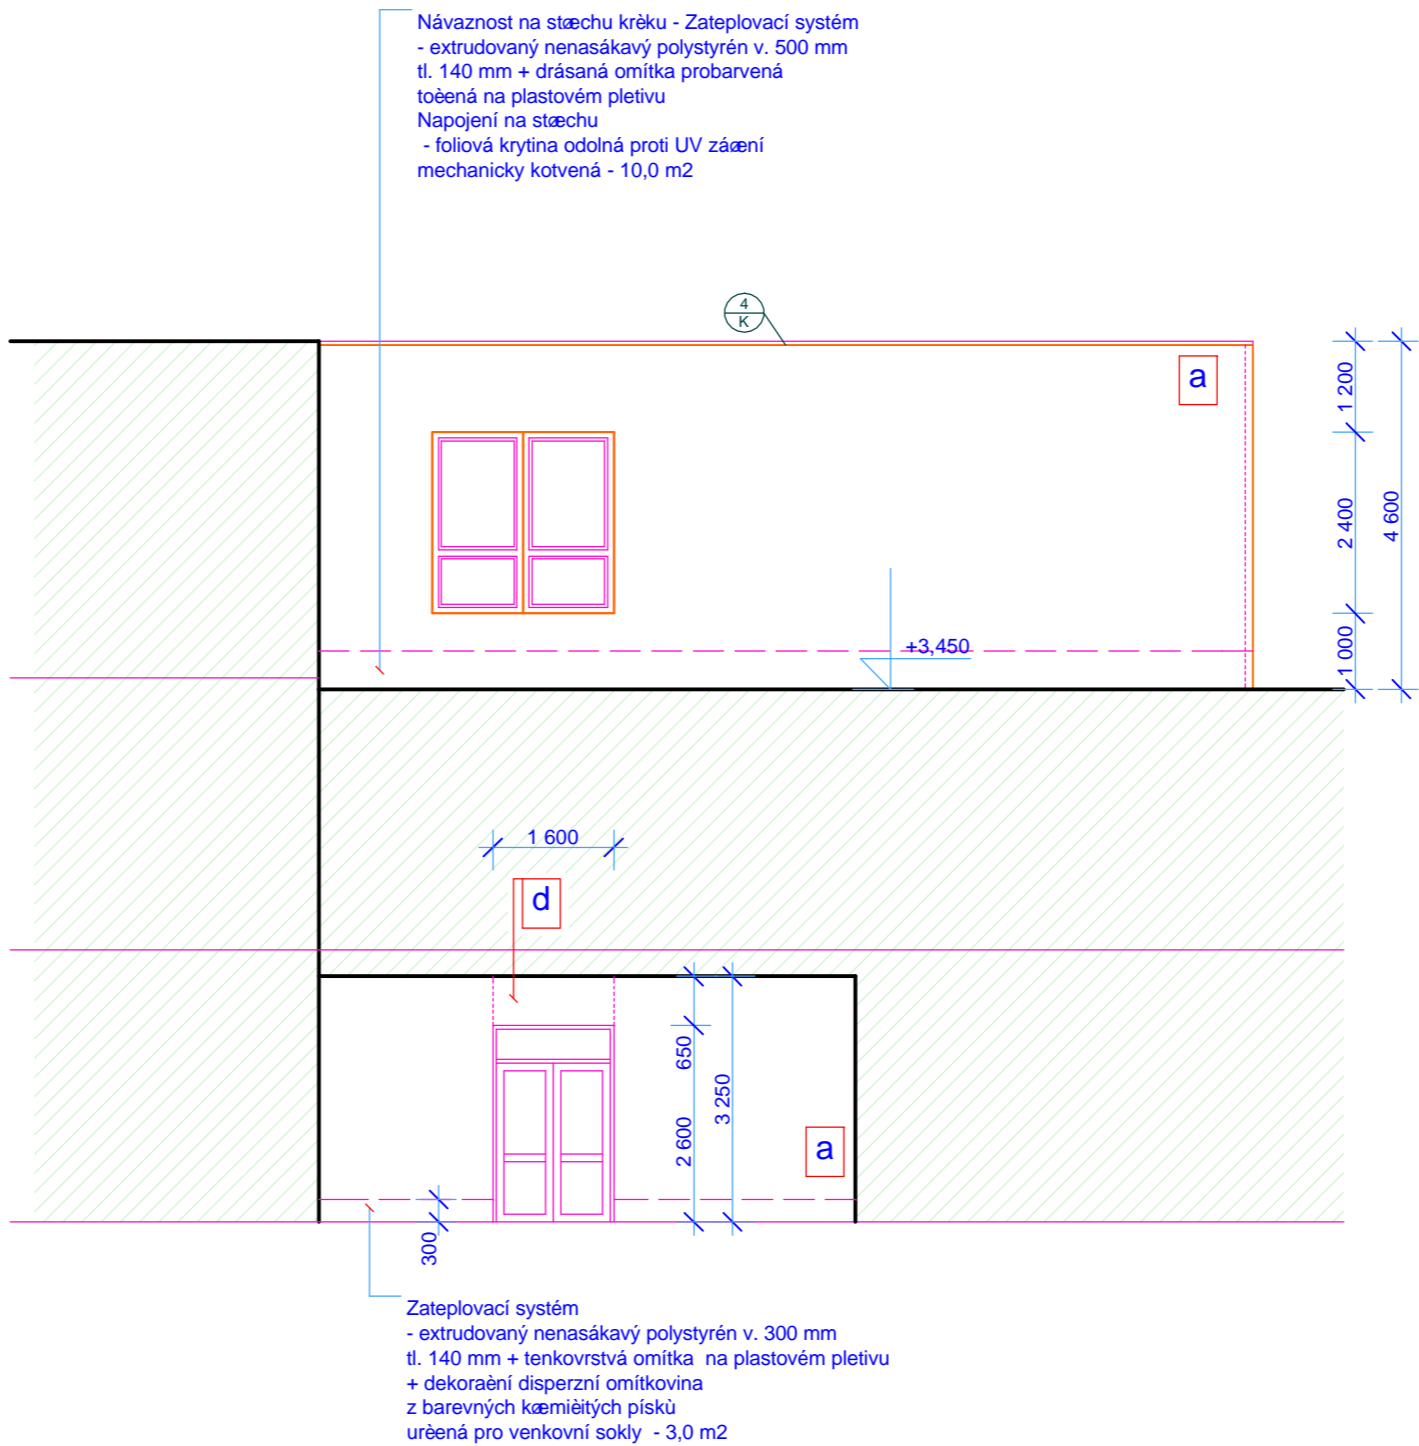 Návaznost na stæchu krèku - Zateplovací systém
- extrudovaný nenasákavý polystyrén v. 500 mm
tl. 140 mm + drásaná omítka probarvená
toèená na plastovém pletivu
Napojení na stæchu
- foliová krytina odolná proti UV záæení
mechanicky kotvená - 10,0 m2
4
K
a
1 200
2 400
4 600
1 000
+3,450
1 600
d
650
3 250
2 600
a
300
Zateplovací systém
- extrudovaný nenasákavý polystyrén v. 300 mm
tl. 140 mm + tenkovrstvá omítka na plastovém pletivu
+ dekoraèní disperzní omítkovina
z barevných kæmièitých pískù
urèená pro venkovní sokly - 3,0 m2